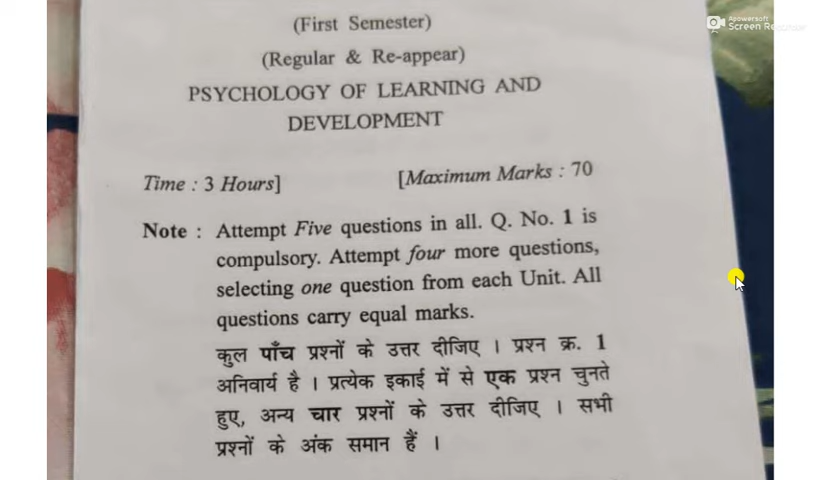 Apowersoft
Screen Recorder
(First Semester)
(Regular & Re-appear)
PSYCHOLOGY OF LEARNING AND
DEVELOPMENT
Time : 3 Hours]
[Maximum Marks : 70
Note : Attempt Five questions in all. Q. No. 1 is
compulsory. Attempt four more questions,
selecting one question from each Unit. All
questions carry equal marks.
कुल पाँच प्रश्नों के उत्तर दीजिए । प्रश्न क्र. 1
अनिवार्य है । प्रत्येक इकाई में से एक प्रश्न चुनते
हुए, अन्य चार प्रश्नों के उत्तर दीजिए । सभी
प्रश्नों के अंक समान हैं ।